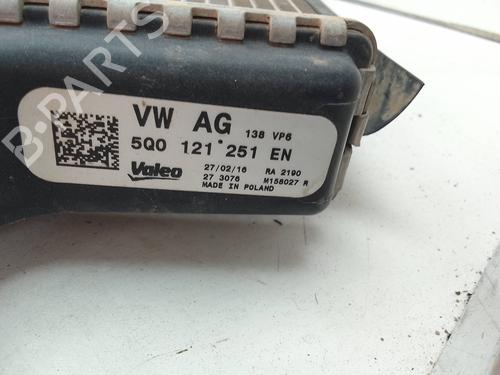 B-PARTS
VW AG 138 VP6
5Q0 121 251 EN
Valeo
27/02/16 RA 2190
27 3076 M158027 R
MADE IN POLAND